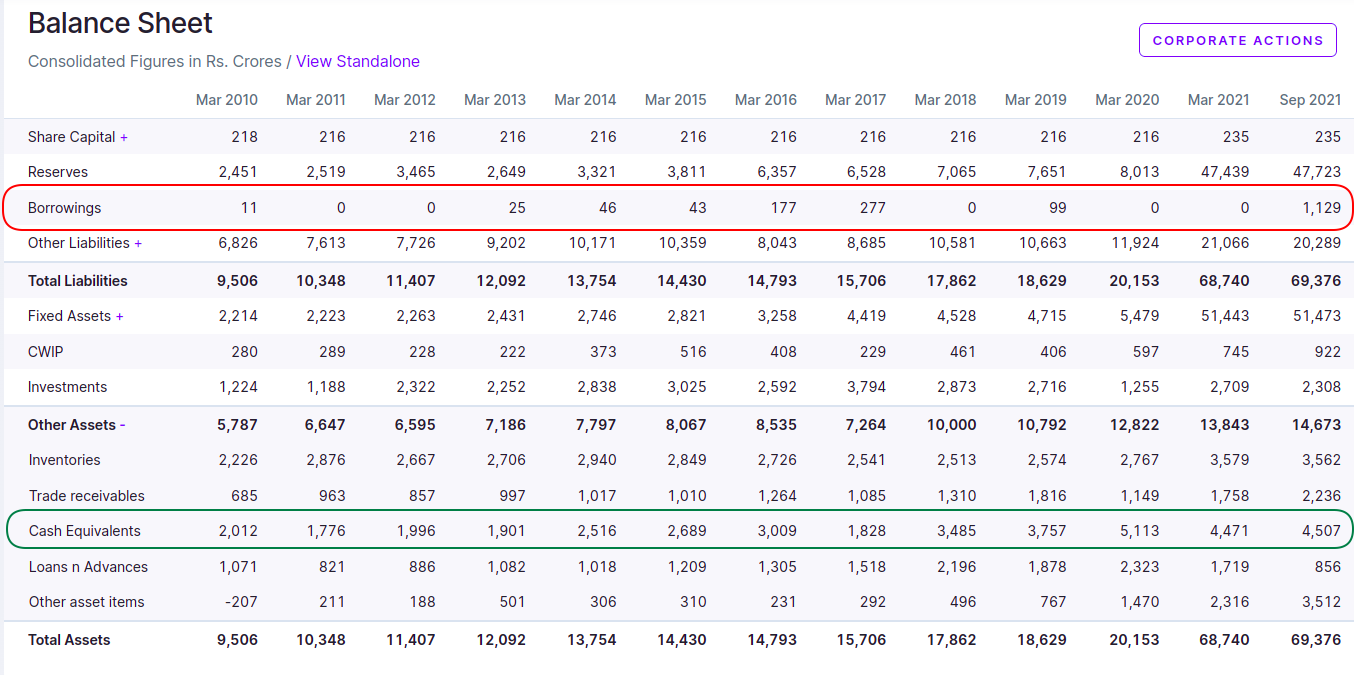 Balance Sheet
CORPORATE ACTIONS
Consolidated Figures in Rs. Crores / View Standalone
Mar 2010 Mar 2011 Mar 2012 Mar 2013 Mar 2014 Mar 2015 Mar 2016 Mar 2017 Mar 2018 Mar 2019 Mar 2020 Mar 2021 Sep 2021
Share Capital + 218 216 216 216 216 216 216 216 216 216 216 235 235
Reserves 2,451 2,519 3,465 2,649 3,321 3,811 6,357 6,528 7,065 7,651 8,013 47,439 47,723
Borrowings 11 0 0 25 46 43 177 277 0 99 0 0 1,129
Other Liabilities + 6,826 7,613 7,726 9,202 10,171 10,359 8,043 8,685 10,581 10,663 11,924 21,066 20,289
Total Liabilities 9,506 10,348 11,407 12,092 13,754 14,430 14,793 15,706 17,862 18,629 20,153 68,740 69,376
Fixed Assets + 2,214 2,223 2,263 2,431 2,746 2,821 3,258 4,419 4,528 4,715 5,479 51,443 51,473
CWIP 280 289 228 222 373 516 408 229 461 406 597 745 922
Investments 1,224 1,188 2,322 2,252 2,838 3,025 2,592 3,794 2,873 2,716 1,255 2,709 2,308
Other Assets - 5,787 6,647 6,595 7,186 7,797 8,067 8,535 7,264 10,000 10,792 12,822 13,843 14,673
Inventories 2,226 2,876 2,667 2,706 2,940 2,849 2,726 2,541 2,513 2,574 2,767 3,579 3,562
Trade receivables 685 963 857 997 1,017 1,010 1,264 1,085 1,310 1,816 1,149 1,758 2,236
Cash Equivalents 2,012 1,776 1,996 1,901 2,516 2,689 3,009 1,828 3,485 3,757 5,113 4,471 4,507
Loans n Advances 1,071 821 886 1,082 1,018 1,209 1,305 1,518 2,196 1,878 2,323 1,719 856
Other asset items -207 211 188 501 306 310 231 292 496 767 1,470 2,316 3,512
Total Assets 9,506 10,348 11,407 12,092 13,754 14,430 14,793 15,706 17,862 18,629 20,153 68,740 69,376